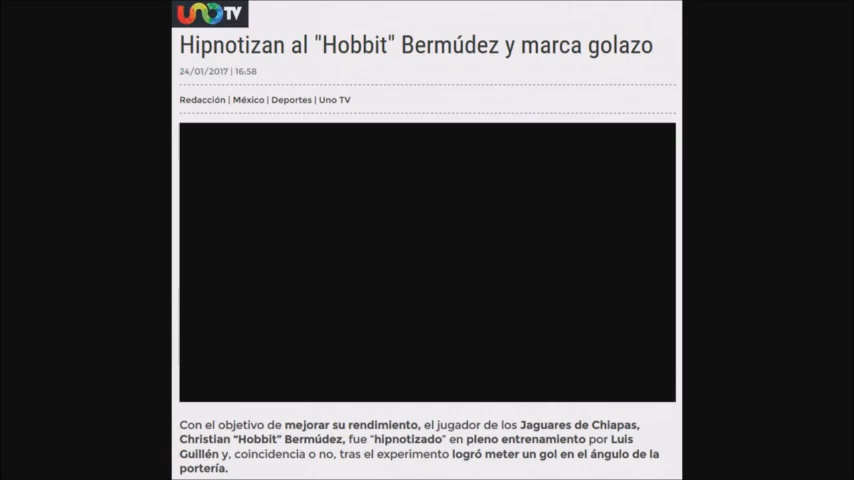 UNO TV
Hipnotizan al "Hobbit" Bermúdez y marca golazo
24/01/2017 | 16:58
Redacción | México | Deportes | Uno TV
Con el objetivo de mejorar su rendimiento, el jugador de los Jaguares de Chiapas,
Christian “Hobbit” Bermúdez, fue “hipnotizado” en pleno entrenamiento por Luis
Guillén y, coincidencia o no, tras el experimento logró meter un gol en el ángulo de la
portería.